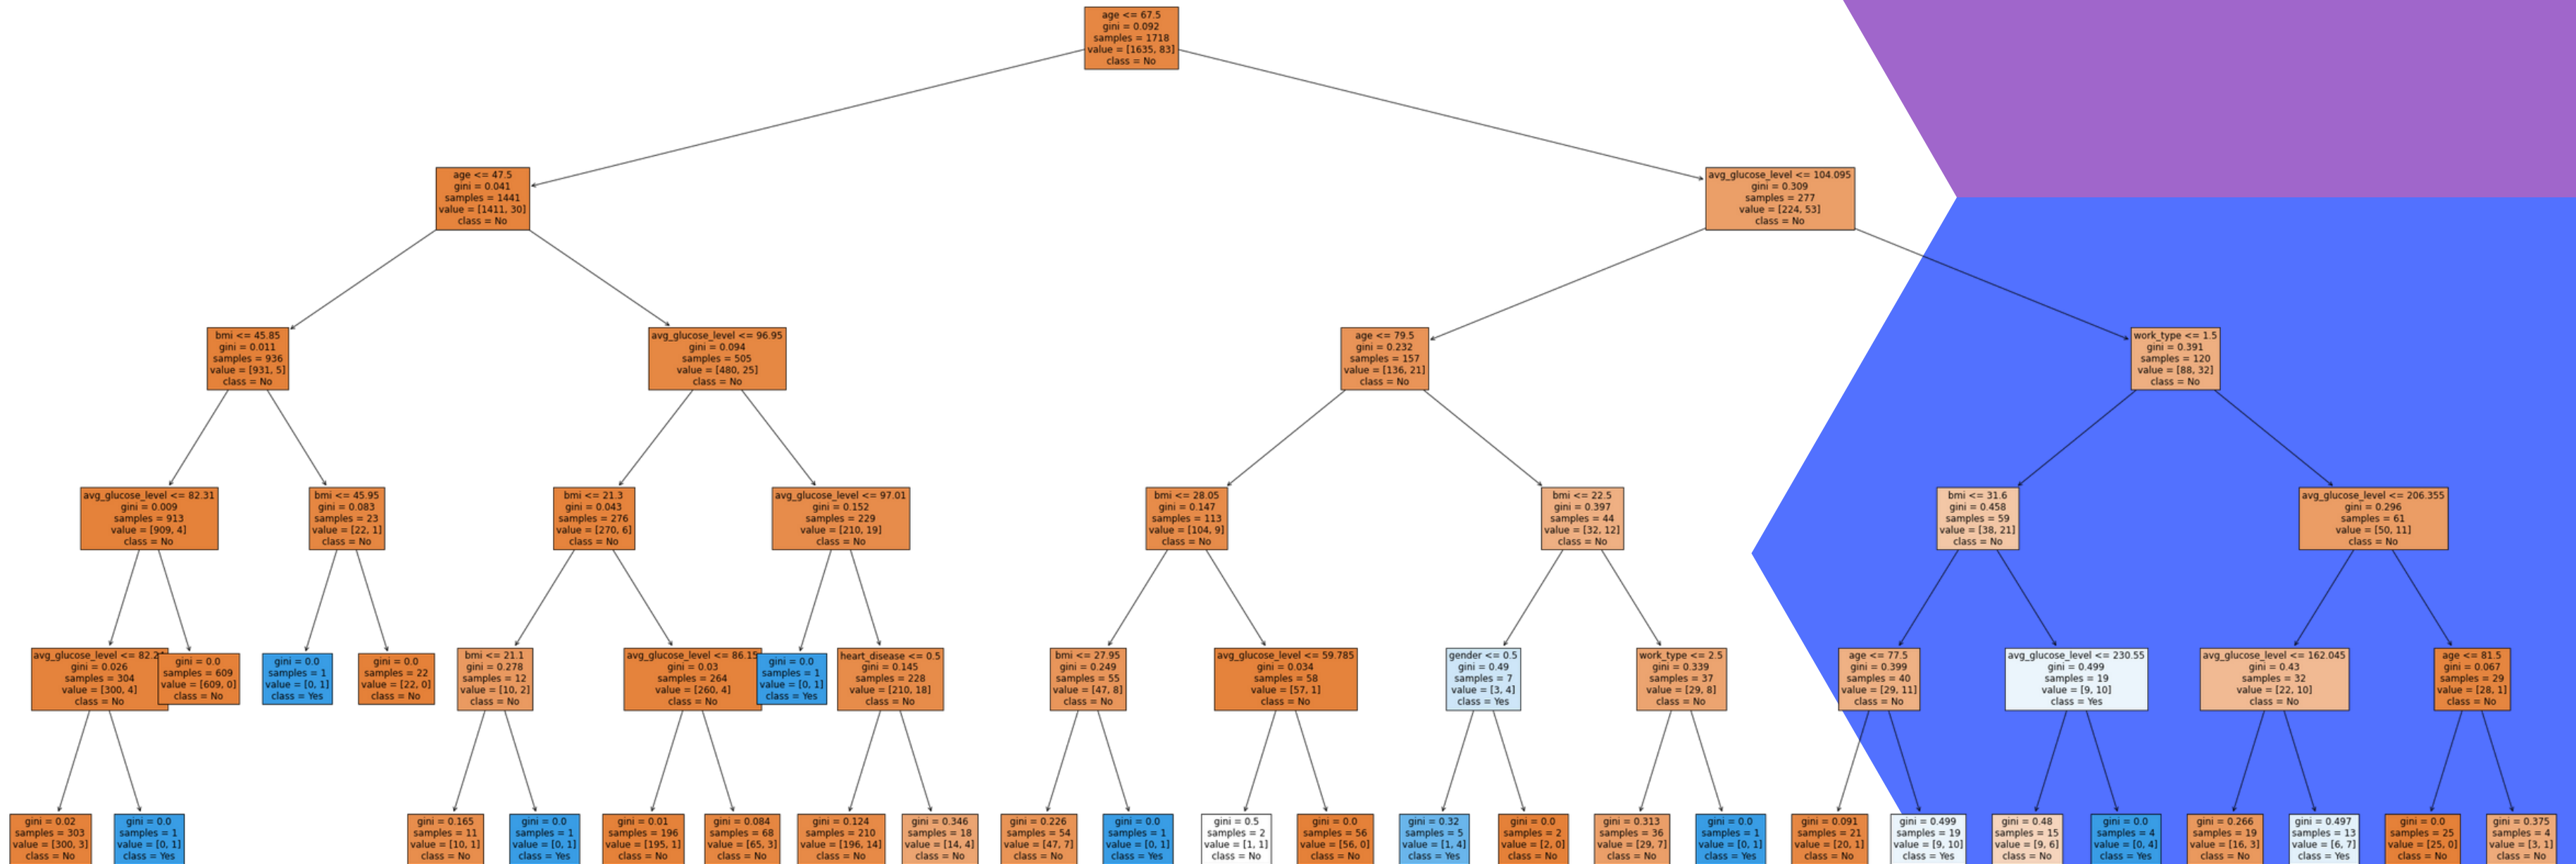 age <= 67.5
gini = 0.092
samples = 1718
value = [1635, 83]
class = No
age <= 47.5
gini = 0.041
samples = 1441
value = [1411, 30]
class = No
avg_glucose_level <= 104.095
gini = 0.309
samples = 277
value = [224, 53]
class = No
bmi <= 45.85
gini = 0.011
samples = 936
value = [931, 5]
class = No
avg_glucose_level <= 96.95
gini = 0.094
samples = 505
value = [480, 25]
class = No
age <= 79.5
gini = 0.232
samples = 157
value = [136, 21]
class = No
work_type <= 1.5
gini = 0.391
samples = 120
value = [88, 32]
class = No
avg_glucose_level <= 82.31
gini = 0.009
samples = 913
value = [909, 4]
class = No
bmi <= 45.95
gini = 0.083
samples = 23
value = [22, 1]
class = No
bmi <= 21.3
gini = 0.043
samples = 276
value = [270, 6]
class = No
avg_glucose_level <= 97.01
gini = 0.152
samples = 229
value = [210, 19]
class = No
bmi <= 28.05
gini = 0.147
samples = 113
value = [104, 9]
class = No
bmi <= 22.5
gini = 0.397
samples = 44
value = [32, 12]
class = No
bmi <= 31.6
gini = 0.458
samples = 59
value = [38, 21]
class = No
avg_glucose_level <= 206.355
gini = 0.296
samples = 61
value = [50, 11]
class = No
avg_glucose_level <=
gini = 0.026
samples = 304
value = [300, 4]
class = No
gini = 0.0
samples = 609
value = [609, 0]
class = No
gini = 0.0
samples = 1
value = [0, 1]
class = Yes
gini = 0.0
samples = 22
value = [22, 0]
class = No
bmi <= 21.1
gini = 0.278
samples = 12
value = [10, 2]
class = No
avg_glucose_level <= 86.15
gini = 0.03
samples = 264
value = [260, 4]
class = No
gini = 0.0
samples = 1
value = [0, 1]
class = Yes
heart_disease <= 0.5
gini = 0.145
samples = 228
value = [210, 18]
class = No
bmi <= 27.95
gini = 0.249
samples = 55
value = [47, 8]
class = No
avg_glucose_level <= 59.785
gini = 0.034
samples = 58
value = [57, 1]
class = No
gender <= 0.5
gini = 0.49
samples = 7
value = [3, 4]
class = Yes
work_type <= 2.5
gini = 0.339
samples = 37
value = [29, 8]
class = No
age <= 77.5
gini = 0.399
samples = 40
value = [29, 11]
class = No
avg_glucose_level <= 230.55
gini = 0.499
samples = 19
value = [9, 10]
class = Yes
avg_glucose_level <= 162.045
gini = 0.43
samples = 32
value = [22, 10]
class = No
age <= 81.5
gini = 0.067
samples = 29
value = [28, 1]
class = No
gini = 0.02
samples = 303
value = [300, 3]
class = No
gini = 0.0
samples = 1
value = [0, 1]
class = Yes
gini = 0.165
samples = 11
value = [10, 1]
class = No
gini = 0.0
samples = 1
value = [0, 1]
class = Yes
gini = 0.01
samples = 196
value = [195, 1]
class = No
gini = 0.084
samples = 68
value = [65, 3]
class = No
gini = 0.124
samples = 210
value = [196, 14]
class = No
gini = 0.346
samples = 18
value = [14, 4]
class = No
gini = 0.226
samples = 54
value = [47, 7]
class = No
gini = 0.0
samples = 1
value = [0, 1]
class = Yes
gini = 0.5
samples = 2
value = [1, 1]
class = No
gini = 0.0
samples = 56
value = [56, 0]
class = No
gini = 0.32
samples = 5
value = [1, 4]
class = Yes
gini = 0.0
samples = 2
value = [2, 0]
class = No
gini = 0.313
samples = 36
value = [29, 7]
class = No
gini = 0.0
samples = 1
value = [0, 1]
class = Yes
gini = 0.091
samples = 21
value = [20, 1]
class = No
gini = 0.499
samples = 19
value = [9, 10]
class = Yes
gini = 0.48
samples = 15
value = [9, 6]
class = No
gini = 0.0
samples = 4
value = [0, 4]
class = Yes
gini = 0.266
samples = 19
value = [16, 3]
class = No
gini = 0.497
samples = 13
value = [6, 7]
class = Yes
gini = 0.0
samples = 25
value = [25, 0]
class = No
gini = 0.375
samples = 4
value = [3, 1]
class = No